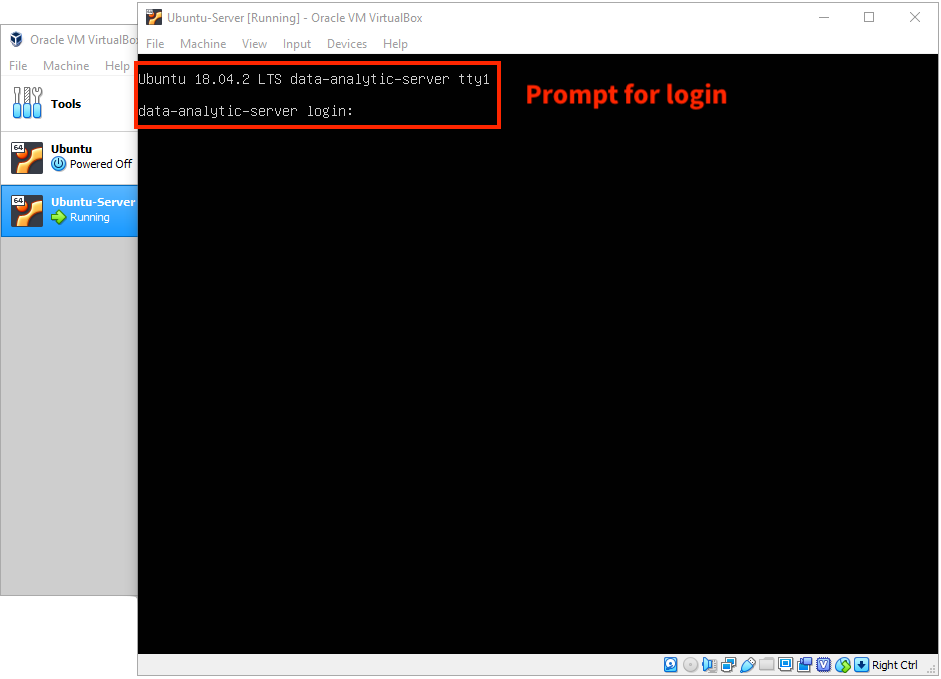 Ubuntu-Server [Running] - Oracle VM VirtualBox
File Machine View Input Devices Help
Oracle VM VirtualBo
File Machine Help
Tools
64
Ubuntu
Powered Off
64
Ubuntu-Server
Running
Ubuntu 18.04.2 LTS data-analytic-server tty1
data-analytic-server login:
Prompt for login
Right Ctrl